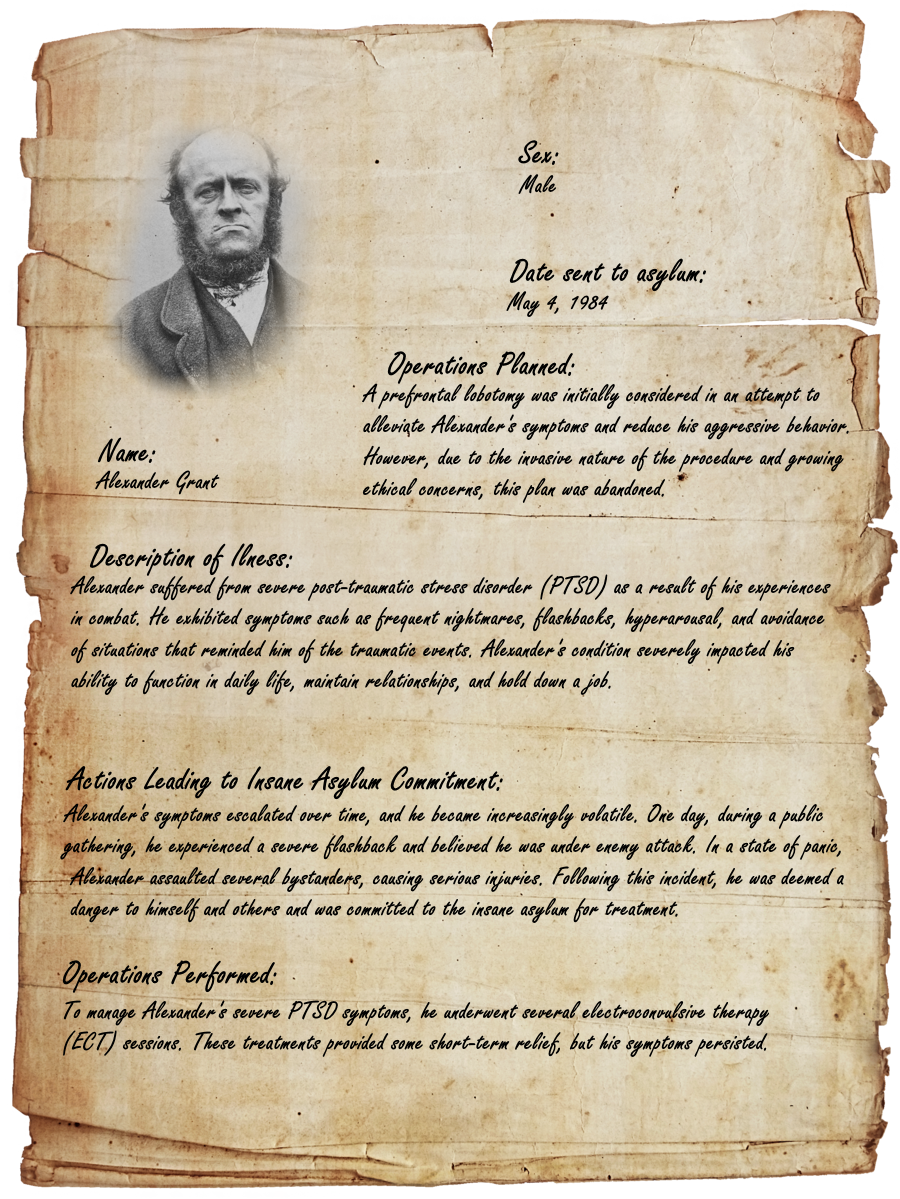 Sex:
Male
Date sent to asylum:
May 4, 1984
Operations Planned:
A prefrontal lobotomy was initially considered in an attempt to
alleviate Alexander's symptoms and reduce his aggressive behavior.
However, due to the invasive nature of the procedure and growing
ethical concerns, this plan was abandoned.
Name:
Alexander Grant
Description of Ilness:
Alexander suffered from severe post-traumatic stress disorder (PTSD) as a result of his experiences
in combat. He exhibited symptoms such as frequent nightmares, flashbacks, hyperarousal, and avoidance
of situations that reminded him of the traumatic events. Alexander's condition severely impacted his
ability to function in daily life, maintain relationships, and hold down a job.
Actions Leading to Insane Asylum Commitment:
Alexander's symptoms escalated over time, and he became increasingly volatile. One day, during a public
gathering, he experienced a severe flashback and believed he was under enemy attack. In a state of panic,
Alexander assaulted several bystanders, causing serious injuries. Following this incident, he was deemed a
danger to himself and others and was committed to the insane asylum for treatment.
Operations Performed:
To manage Alexander's severe PTSD symptoms, he underwent several electroconvulsive therapy
(ECT) sessions. These treatments provided some short-term relief, but his symptoms persisted.